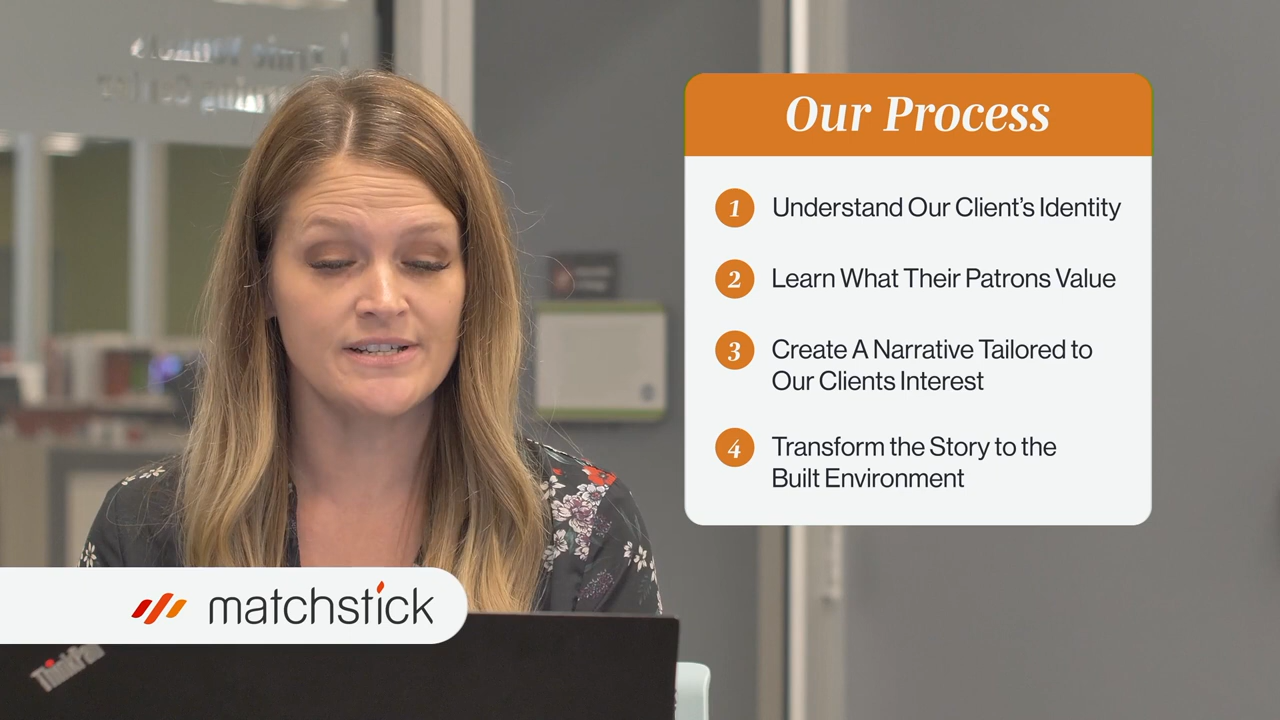 Our Process
1 Understand Our Client's Identity
2 Learn What Their Patrons Value
3 Create A Narrative Tailored to
Our Clients Interest
4 Transform the Story to the
Built Environment
matchstick
ThinkPad